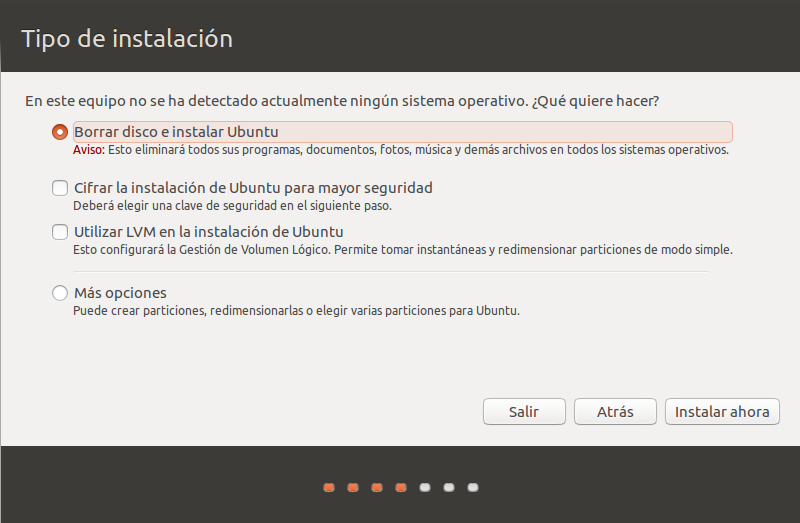 Tipo de instalación
En este equipo no se ha detectado actualmente ningún sistema operativo. ¿Qué quiere hacer?
Borrar disco e instalar Ubuntu
Aviso: Esto eliminará todos sus programas, documentos, fotos, música y demás archivos en todos los sistemas operativos.
Cifrar la instalación de Ubuntu para mayor seguridad
Deberá elegir una clave de seguridad en el siguiente paso.
Utilizar LVM en la instalación de Ubuntu
Esto configurará la Gestión de Volumen Lógico. Permite tomar instantáneas y redimensionar particiones de modo simple.
Más opciones
Puede crear particiones, redimensionarlas o elegir varias particiones para Ubuntu.
Salir Atrás Instalar ahora